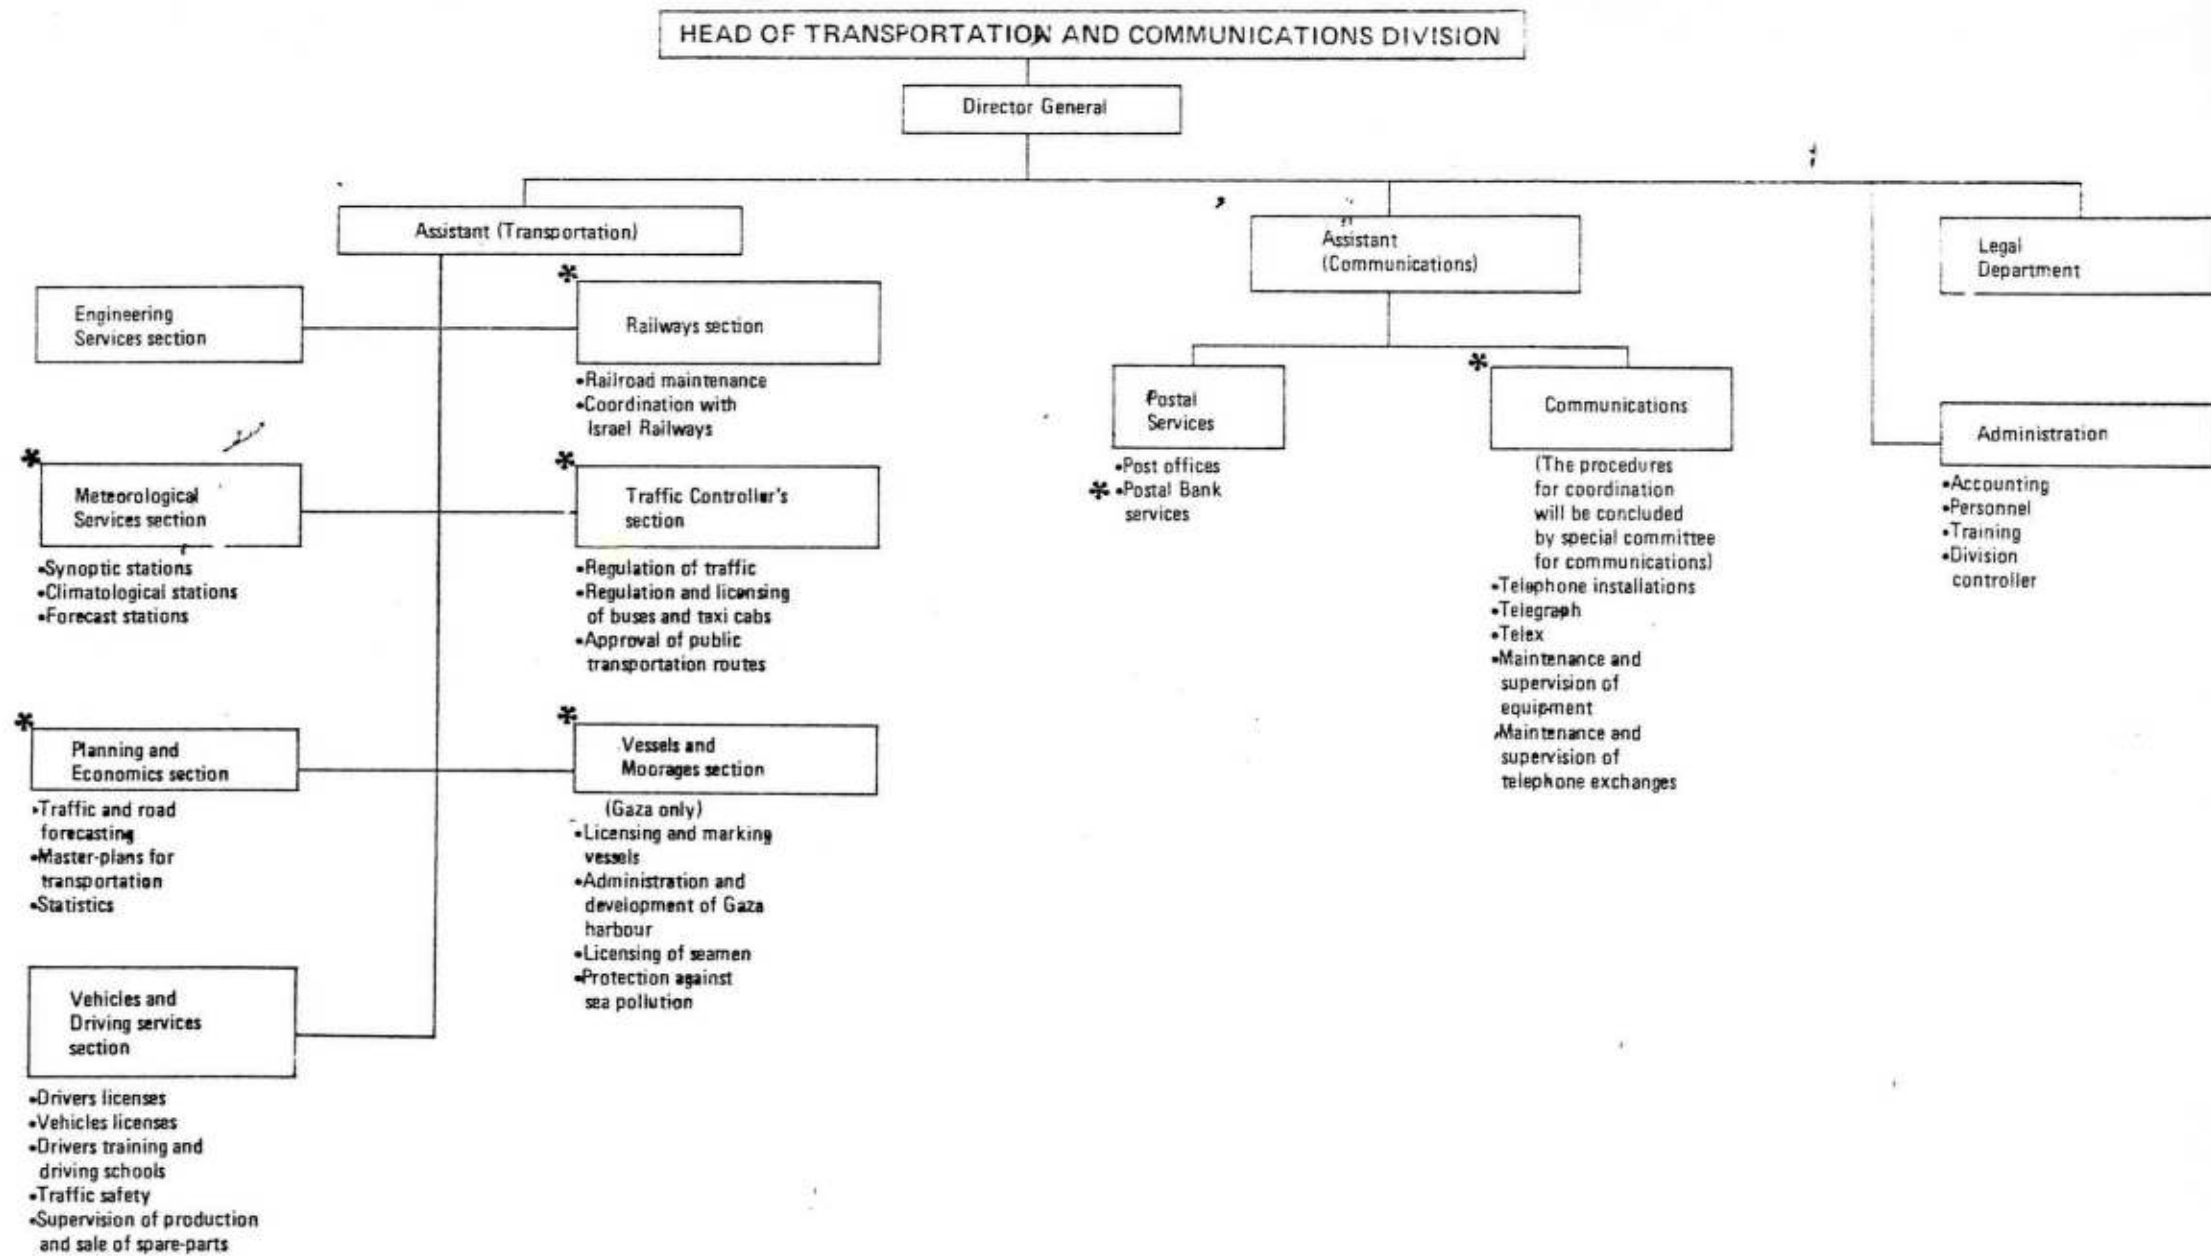 HEAD OF TRANSPORTATION AND COMMUNICATIONS DIVISION
Director General
Assistant (Transportation)
Engineering
Services section
* Railways section
•Railroad maintenance
•Coordination with
Israel Railways
* Meteorological
Services section
•Synoptic stations
•Climatological stations
•Forecast stations
* Traffic Controller's
section
•Regulation of traffic
•Regulation and licensing
of buses and taxi cabs
•Approval of public
transportation routes
* Planning and
Economics section
•Traffic and road
forecasting
•Master-plans for
transportation
•Statistics
* Vessels and
Moorages section
(Gaza only)
•Licensing and marking
vessels
•Administration and
development of Gaza
harbour
•Licensing of seamen
•Protection against
sea pollution
Vehicles and
Driving services
section
•Drivers licenses
•Vehicles licenses
•Drivers training and
driving schools
•Traffic safety
•Supervision of production
and sale of spare-parts
Assistant
(Communications)
Postal
Services
•Post offices
* •Postal Bank
services
* Communications
(The procedures
for coordination
will be concluded
by special committee
for communications)
•Telephone installations
•Telegraph
•Telex
•Maintenance and
supervision of
equipment
•Maintenance and
supervision of
telephone exchanges
Legal
Department
Administration
•Accounting
•Personnel
•Training
•Division
controller